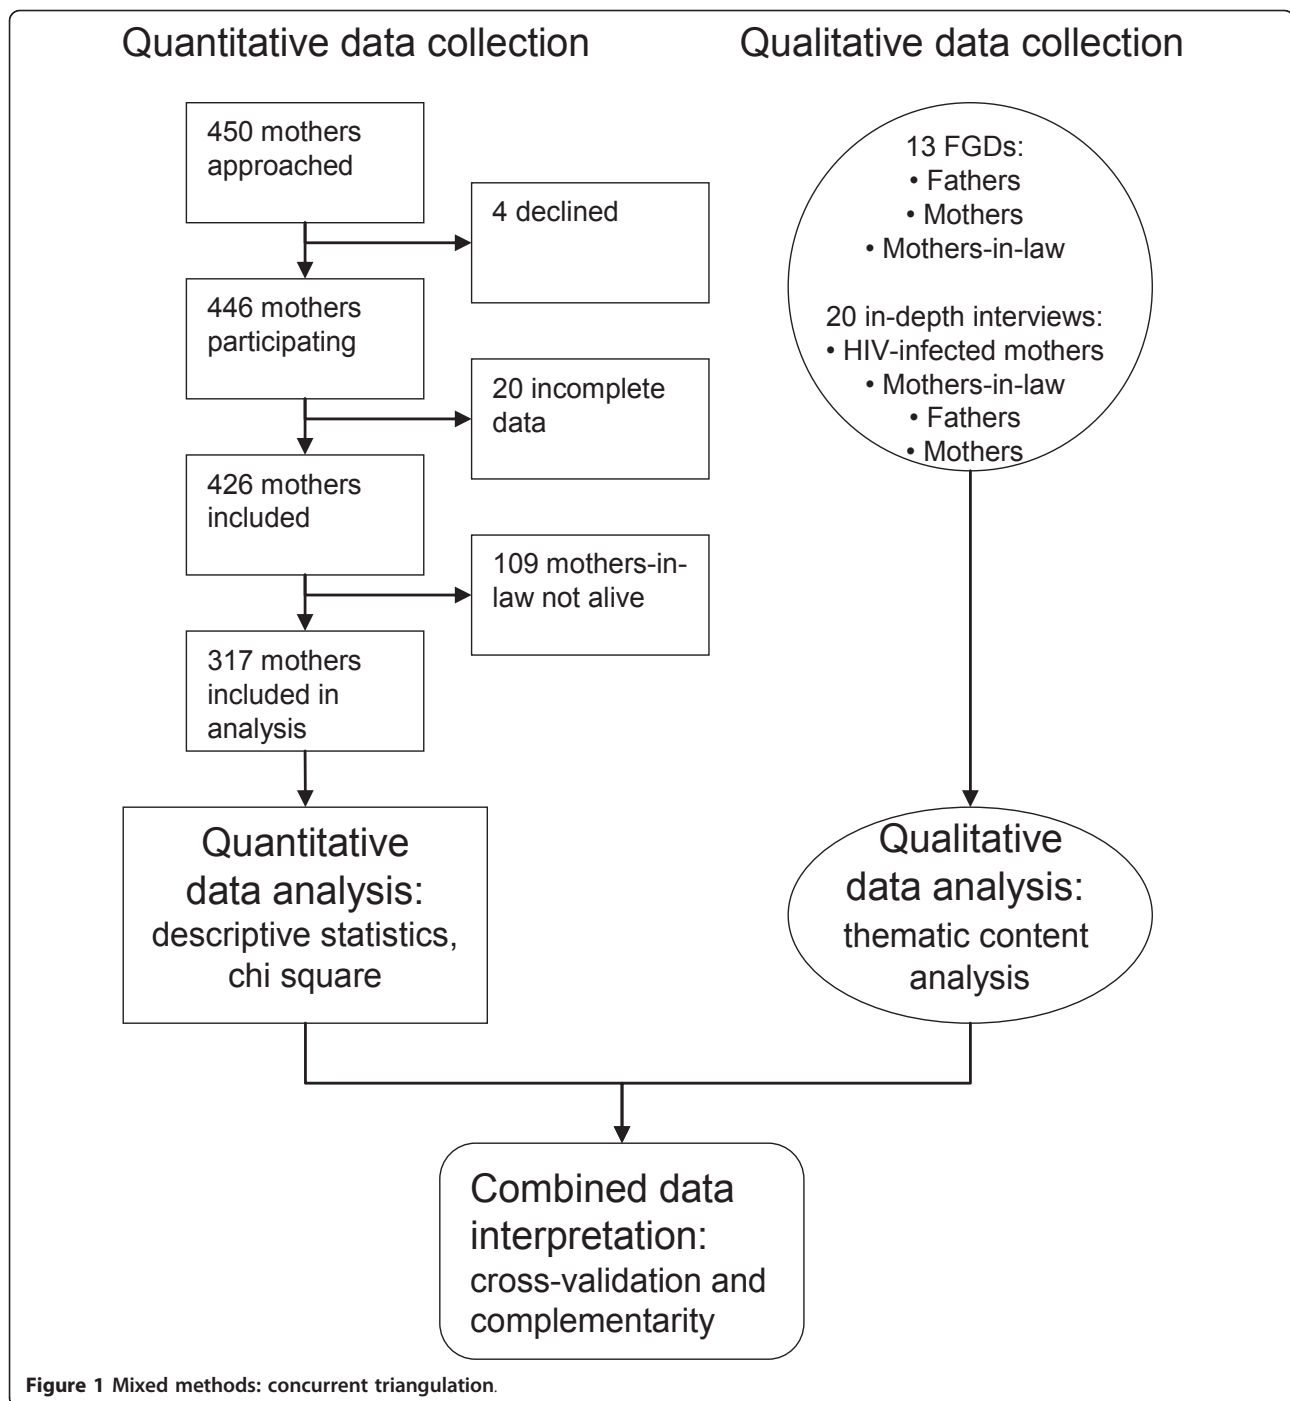 Quantitative data collection
450 mothers
approached
4 declined
446 mothers
participating
20 incomplete
data
426 mothers
included
109 mothers-in-
law not alive
317 mothers
included in
analysis
Quantitative
data analysis:
descriptive statistics,
chi square
Qualitative data collection
13 FGDs:
• Fathers
• Mothers
• Mothers-in-law
20 in-depth interviews:
• HIV-infected mothers
• Mothers-in-law
• Fathers
• Mothers
Qualitative
data analysis:
thematic content
analysis
Combined data
interpretation:
cross-validation and
complementarity
Figure 1 Mixed methods: concurrent triangulation.